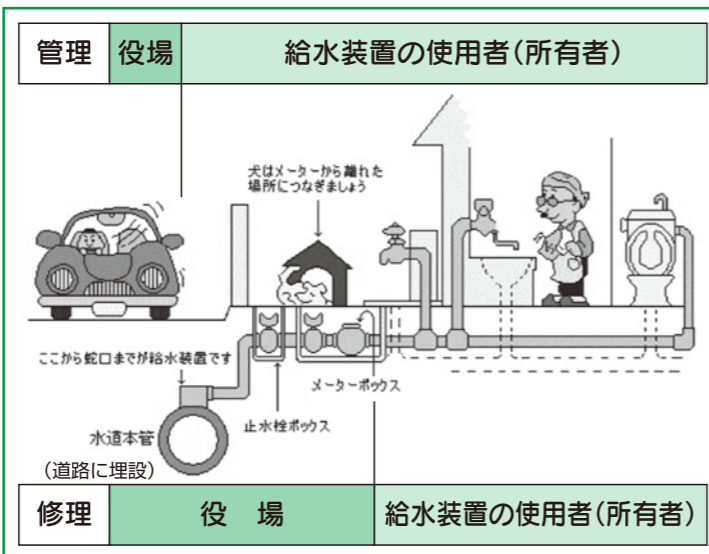 管理 役場 給水装置の使用者(所有者)
犬はメーターから離れた
場所につなぎましょう
ここから蛇口までが給水装置です
メーターボックス
止水栓ボックス
水道本管
(道路に埋設)
修理 役 場 給水装置の使用者(所有者)